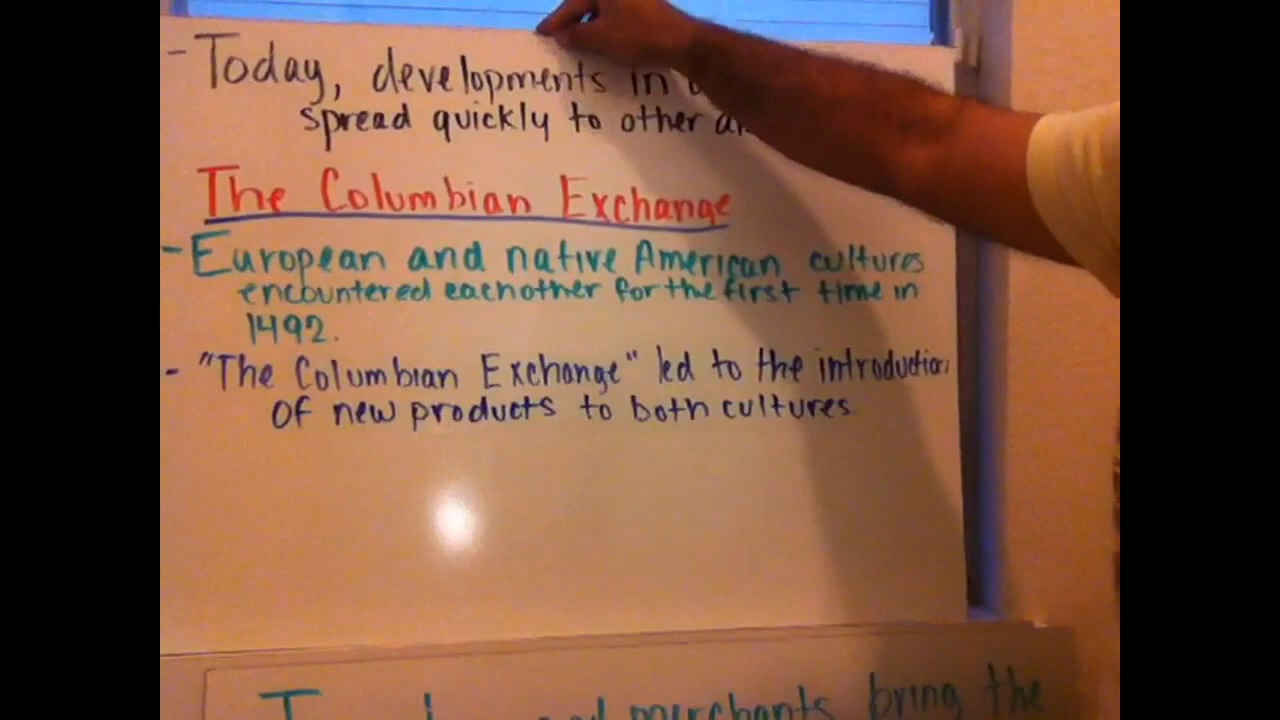 - Today, developments in
spread quickly to other
The Columbian Exchange
- European and native American cultures
encountered eachother for the first time in
1492.
- "The Columbian Exchange" led to the introduction
of new products to both cultures
and merchants bring the